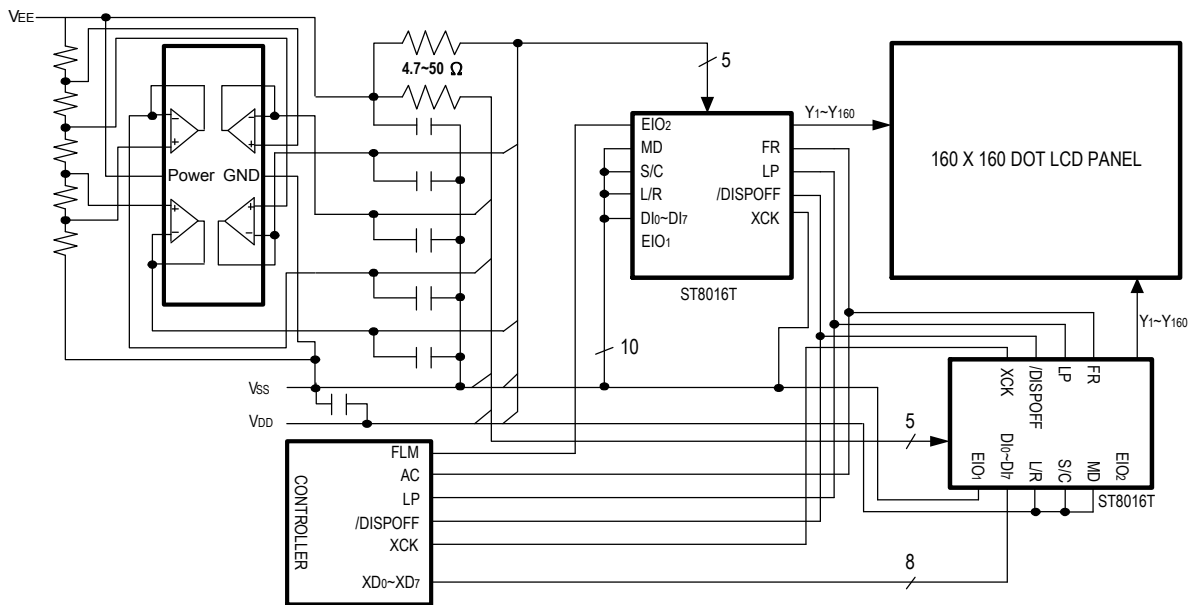 VEE
4.7~50 Ω
5
Power GND
EIO2
MD
S/C
L/R
DI0~DI7
EIO1
FR
LP
/DISPOFF
XCK
ST8016T
Y1~Y160
160 X 160 DOT LCD PANEL
Y1~Y160
10
VSS
VDD
5
XCK
/DISPOFF
LP
FR
EIO1
DI0~DI7
L/R
S/C
MD
EIO2
ST8016T
CONTROLLER
FLM
AC
LP
/DISPOFF
XCK
XD0~XD7
8